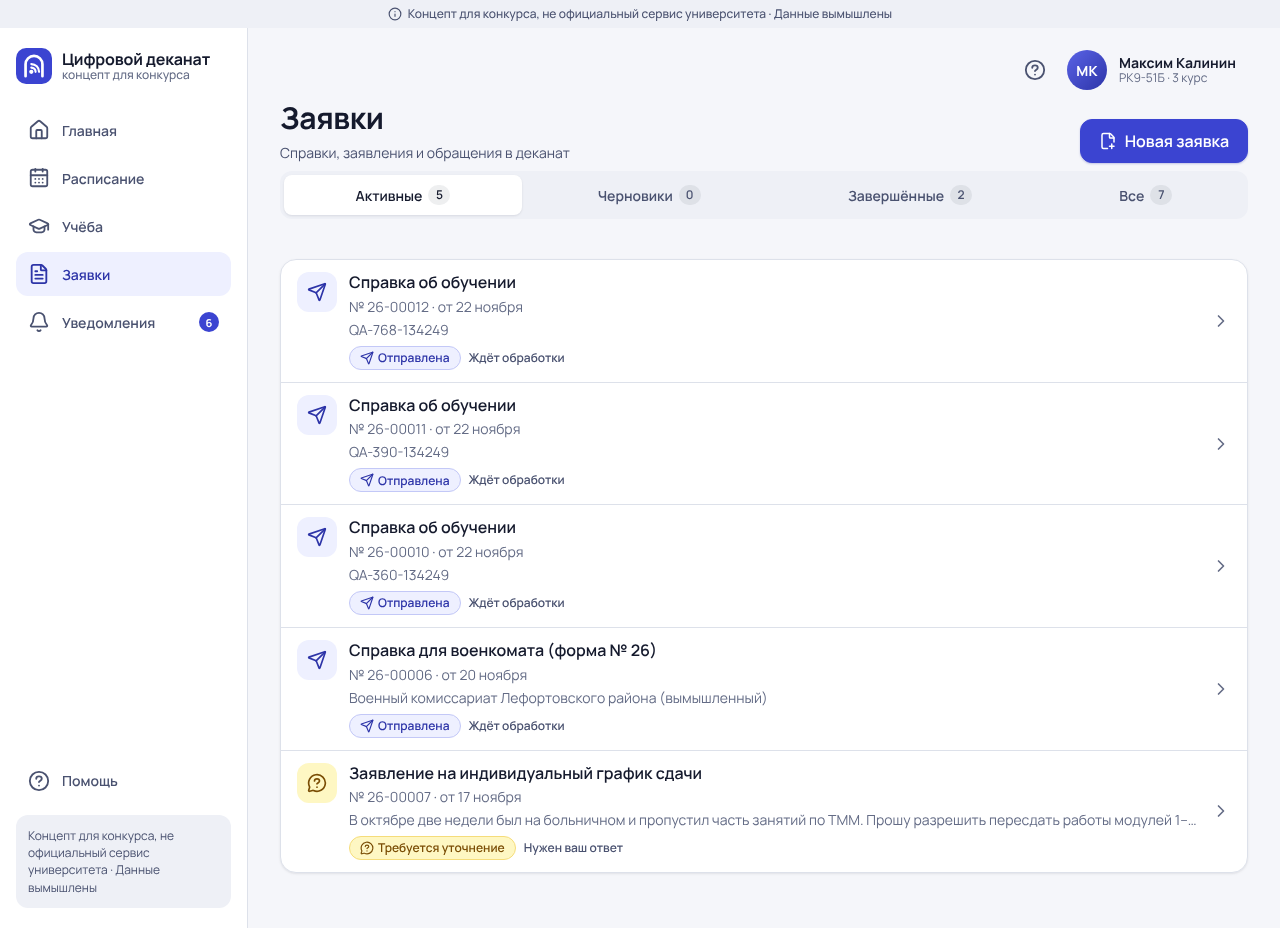 Концепт для конкурса, не официальный сервис университета · Данные вымышлены
Цифровой деканат
концепт для конкурса
Главная
Расписание
Учёба
Заявки
Уведомления 6
Помощь
Концепт для конкурса, не
официальный сервис
университета · Данные
вымышлены
МК
Максим Калинин
РК9-51Б · 3 курс
Заявки
Справки, заявления и обращения в деканат
Новая заявка
Активные 5 Черновики 0 Завершённые 2 Все 7
Справка об обучении
№ 26-00012 · от 22 ноября
QA-768-134249
Отправлена Ждёт обработки
Справка об обучении
№ 26-00011 · от 22 ноября
QA-390-134249
Отправлена Ждёт обработки
Справка об обучении
№ 26-00010 · от 22 ноября
QA-360-134249
Отправлена Ждёт обработки
Справка для военкомата (форма № 26)
№ 26-00006 · от 20 ноября
Военный комиссариат Лефортовского района (вымышленный)
Отправлена Ждёт обработки
Заявление на индивидуальный график сдачи
№ 26-00007 · от 17 ноября
В октябре две недели был на больничном и пропустил часть занятий по ТММ. Прошу разрешить пересдать работы модулей 1–…
Требуется уточнение Нужен ваш ответ